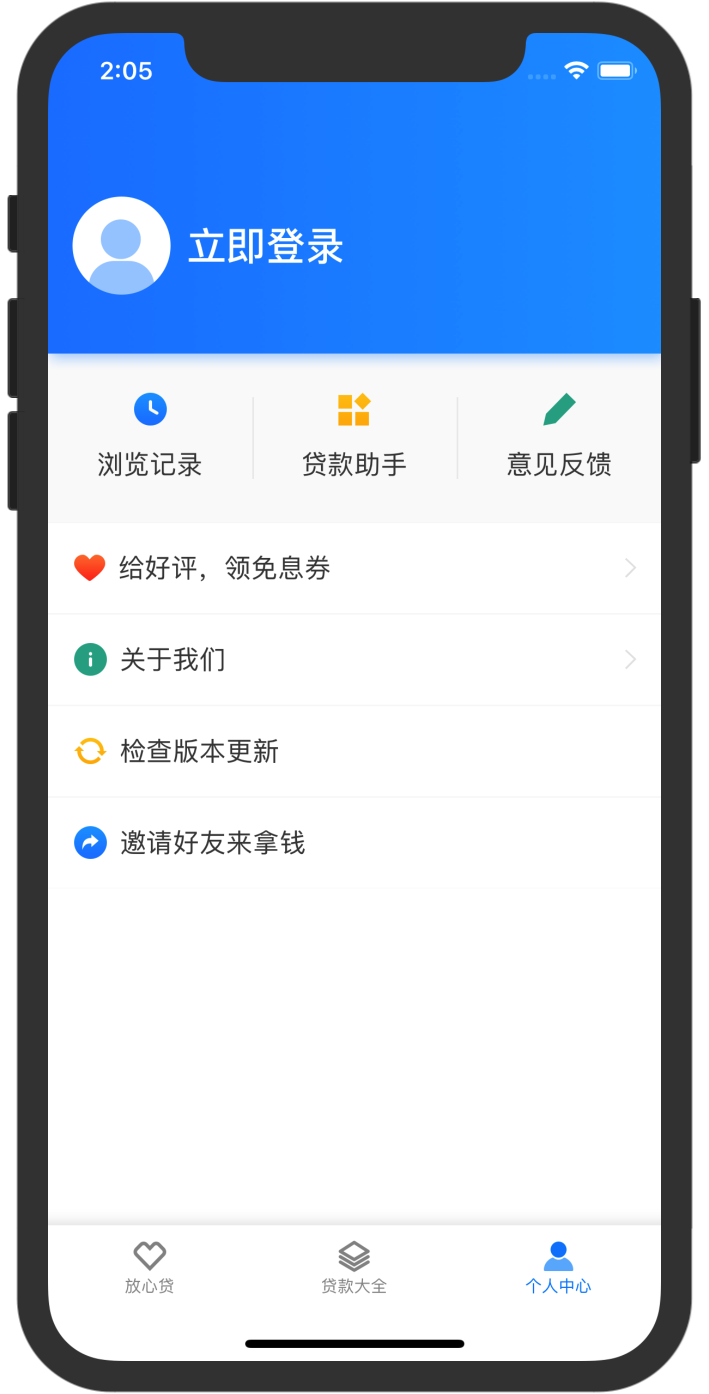 2:05
立即登录
浏览记录
贷款助手
意见反馈
给好评，领免息券
关于我们
检查版本更新
邀请好友来拿钱
放心贷
贷款大全
个人中心